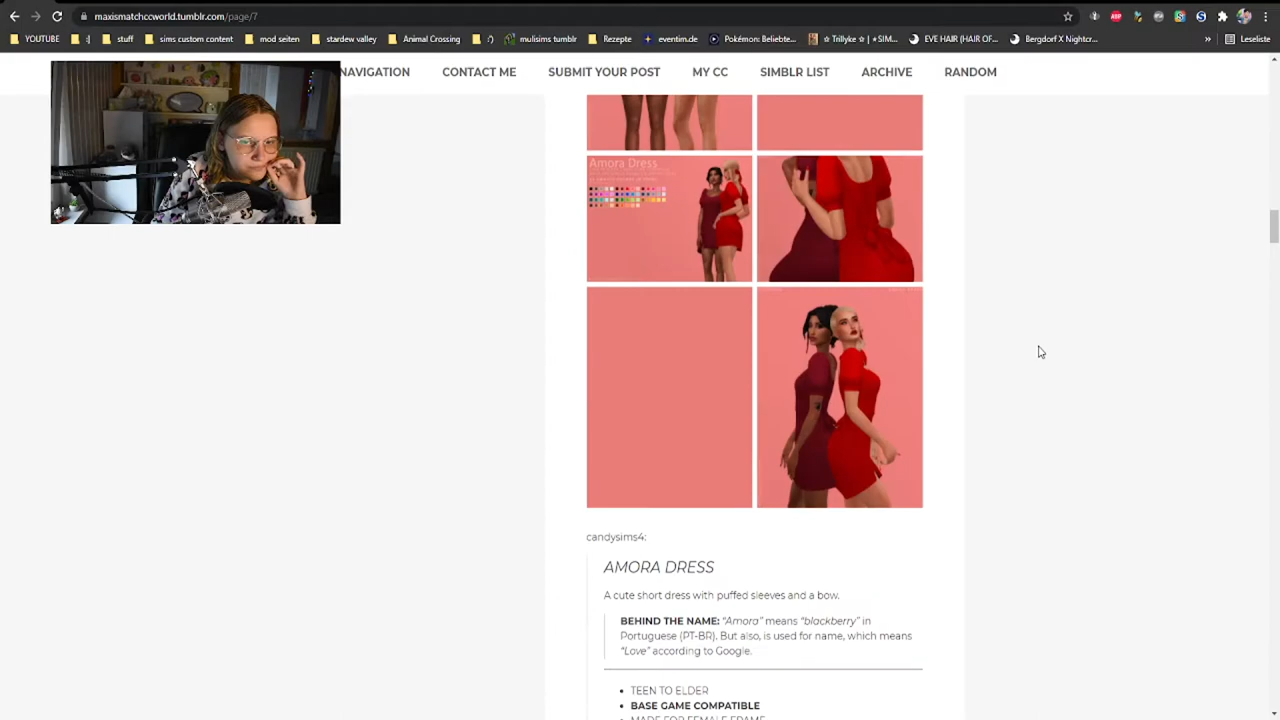 maxismatchccworld.tumblr.com/page/7
ABP
YOUTUBE
:(
stuff
sims custom content
mod seiten
stardew valley
Animal Crossing
mulisims tumblr
Rezepte
eventim.de
Pokémon: Beliebte...
☠ ☆ Trillyke ☆ | ★SIM...
EVE HAIR (HAIR OF...
Bergdorf X Nightcr...
»
Leseliste
NAVIGATION
CONTACT ME
SUBMIT YOUR POST
MY CC
SIMBLR LIST
ARCHIVE
RANDOM
Amora Dress
candysims4:
AMORA DRESS
A cute short dress with puffed sleeves and a bow.
BEHIND THE NAME: “Amora” means “blackberry” in
Portuguese (PT-BR). But also, is used for name, which means
“Love” according to Google.
• TEEN TO ELDER
• BASE GAME COMPATIBLE
• MADE FOR FEMALE FRAME